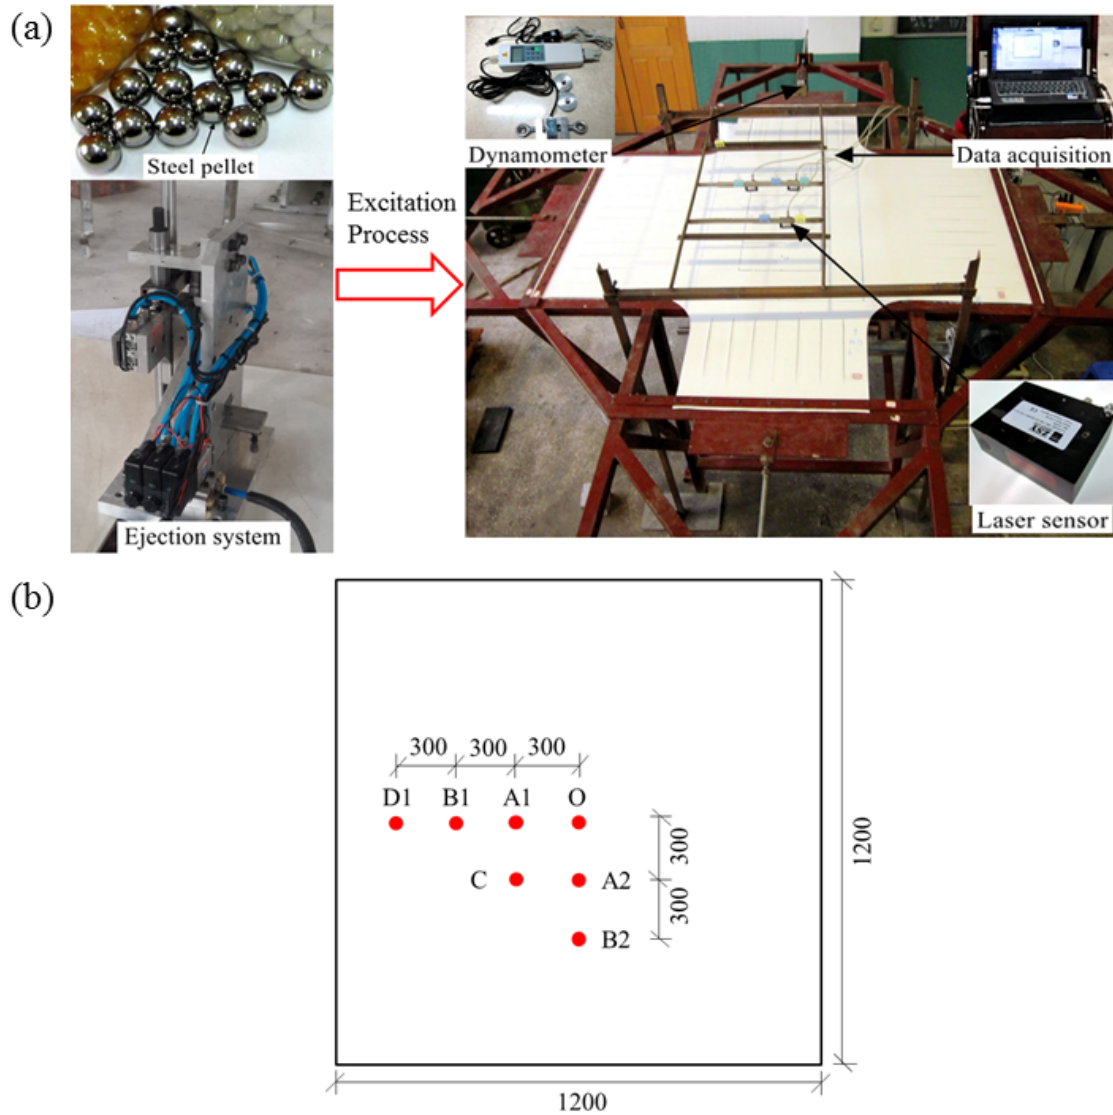 (a)
Steel pellet
Ejection system
Excitation
Process
Dynamometer
Data acquisition
Laser sensor
(b)
300
300
300
D1
B1
A1
O
300
C
A2
300
B2
1200
1200